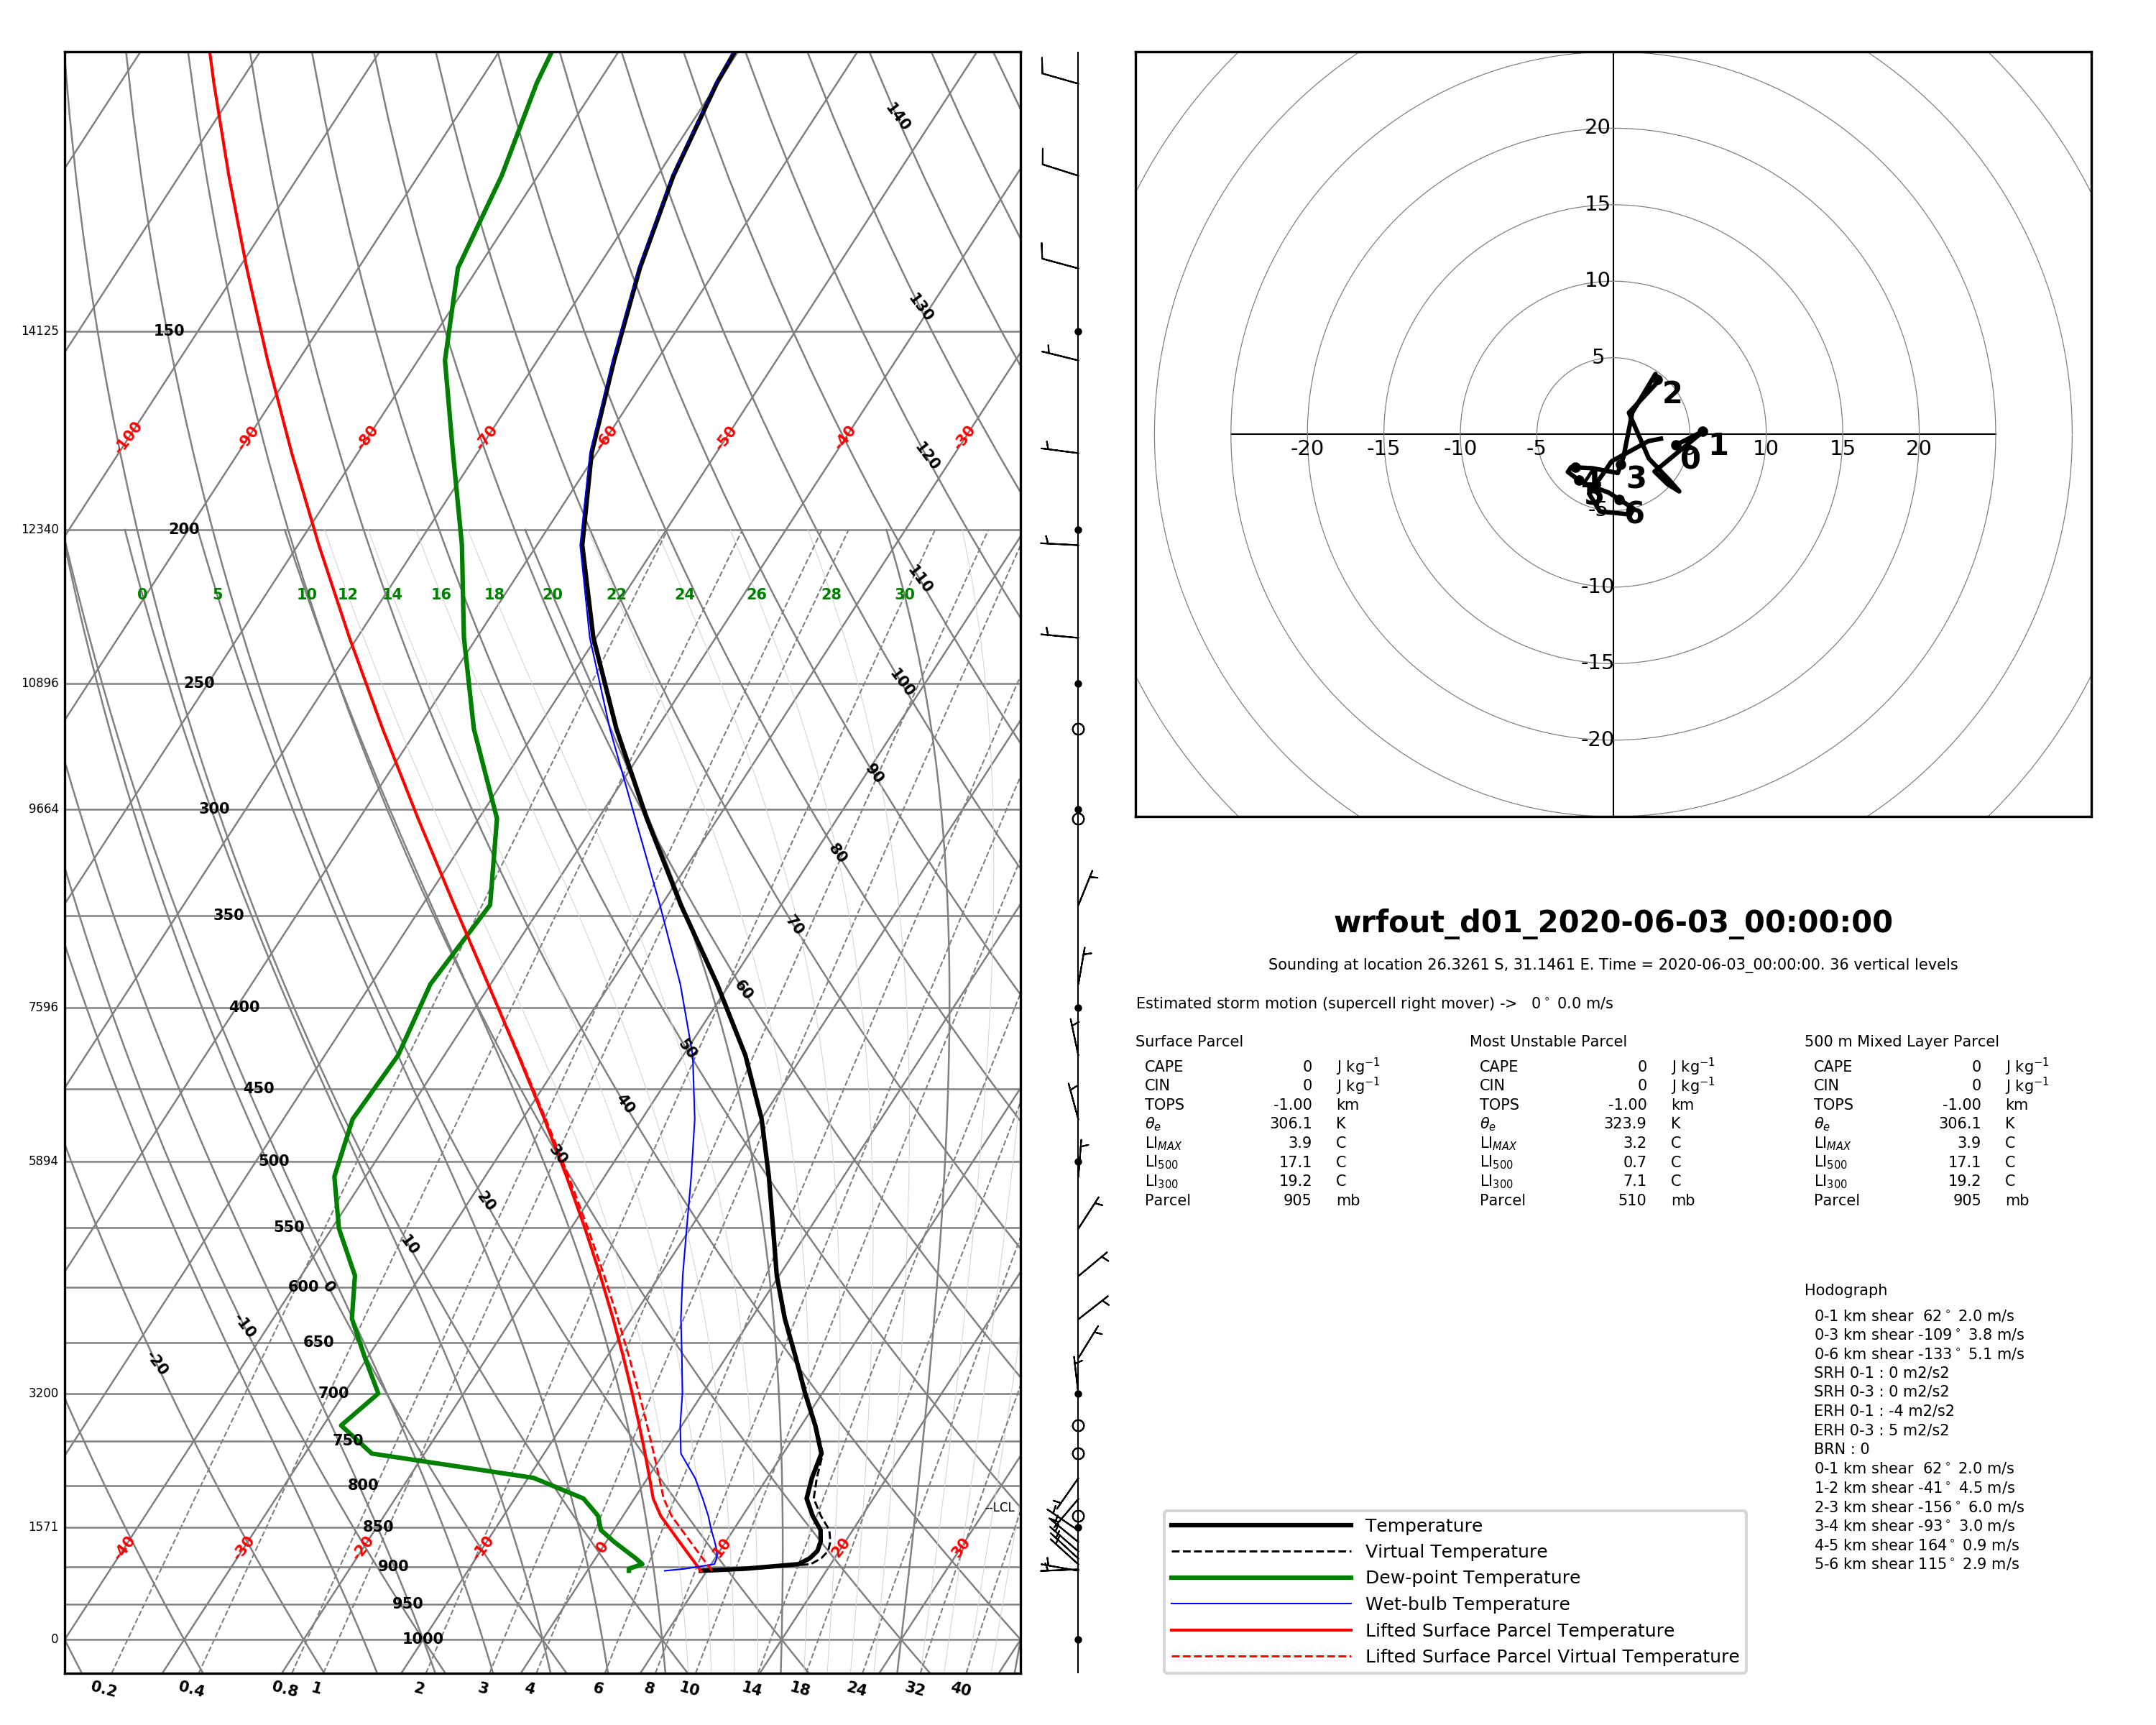 140
130
120
110
100
90
80
70
60
50
40
30
20
10
0
-10
-20
14125 150
-100 -90 -80 -70 -60 -50 -40 -30
12340 200
0 5 10 12 14 16 18 20 22 24 26 28 30
10896 250
9664 300
350
7596 400
450
5894 500
550
600
650
3200 700
750
800
--LCL
1571 850
-40 -30 -20 -10 0 10 20 30
900
950
0 1000
0.2 0.4 0.8 1 2 3 4 6 8 10 14 18 24 32 40
20
15
10
5
-20 -15 -10 -5 5 10 15 20
-5
-10
-15
-20
0 1 2 3 4 5 6
wrfout_d01_2020-06-03_00:00:00
Sounding at location 26.3261 S, 31.1461 E. Time = 2020-06-03_00:00:00. 36 vertical levels
Estimated storm motion (supercell right mover) -> 0° 0.0 m/s
Surface Parcel
CAPE 0 J kg⁻¹
CIN 0 J kg⁻¹
TOPS -1.00 km
θe 306.1 K
LIMAX 3.9 C
LI500 17.1 C
LI300 19.2 C
Parcel 905 mb
Most Unstable Parcel
CAPE 0 J kg⁻¹
CIN 0 J kg⁻¹
TOPS -1.00 km
θe 323.9 K
LIMAX 3.2 C
LI500 0.7 C
LI300 7.1 C
Parcel 510 mb
500 m Mixed Layer Parcel
CAPE 0 J kg⁻¹
CIN 0 J kg⁻¹
TOPS -1.00 km
θe 306.1 K
LIMAX 3.9 C
LI500 17.1 C
LI300 19.2 C
Parcel 905 mb
Hodograph
0-1 km shear 62° 2.0 m/s
0-3 km shear -109° 3.8 m/s
0-6 km shear -133° 5.1 m/s
SRH 0-1 : 0 m2/s2
SRH 0-3 : 0 m2/s2
ERH 0-1 : -4 m2/s2
ERH 0-3 : 5 m2/s2
BRN : 0
0-1 km shear 62° 2.0 m/s
1-2 km shear -41° 4.5 m/s
2-3 km shear -156° 6.0 m/s
3-4 km shear -93° 3.0 m/s
4-5 km shear 164° 0.9 m/s
5-6 km shear 115° 2.9 m/s
Temperature
Virtual Temperature
Dew-point Temperature
Wet-bulb Temperature
Lifted Surface Parcel Temperature
Lifted Surface Parcel Virtual Temperature